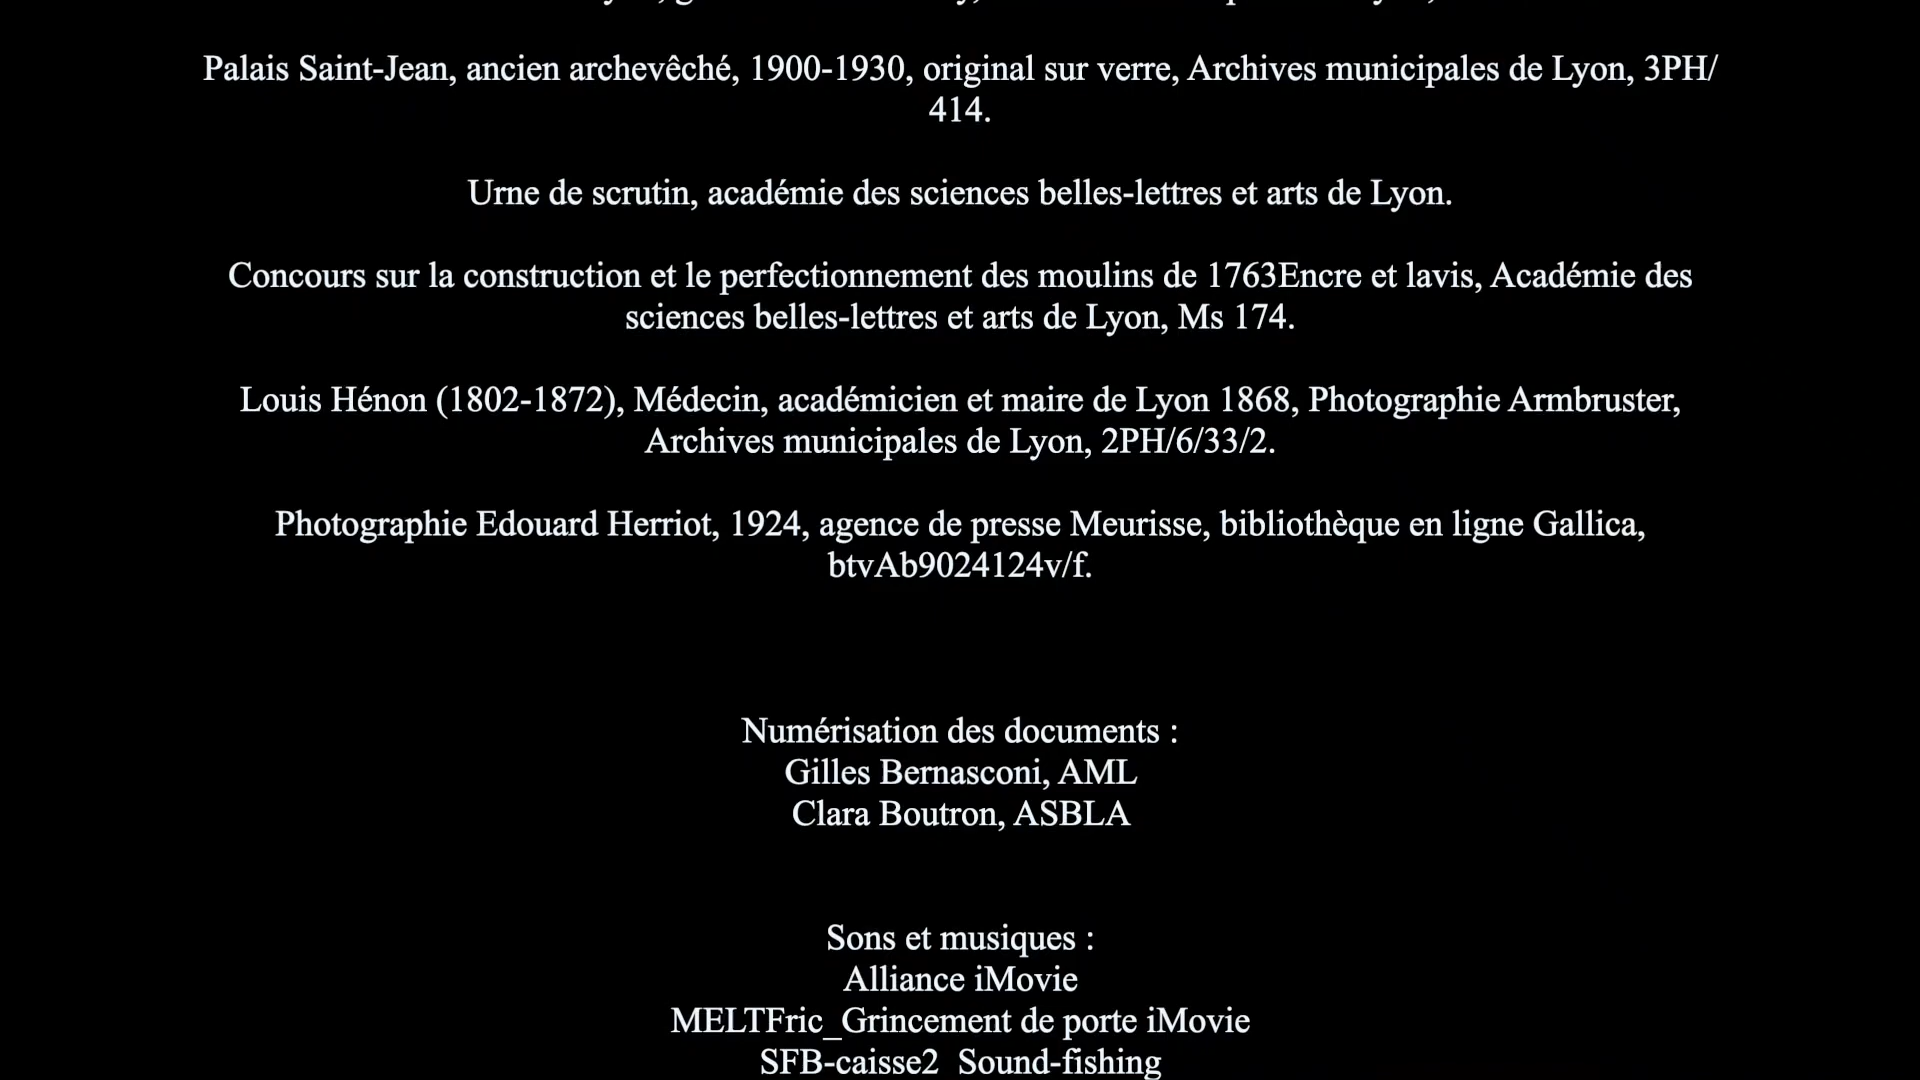 Palais Saint-Jean, ancien archevêché, 1900-1930, original sur verre, Archives municipales de Lyon, 3PH/
414.
Urne de scrutin, académie des sciences belles-lettres et arts de Lyon.
Concours sur la construction et le perfectionnement des moulins de 1763Encre et lavis, Académie des
sciences belles-lettres et arts de Lyon, Ms 174.
Louis Hénon (1802-1872), Médecin, académicien et maire de Lyon 1868, Photographie Armbruster,
Archives municipales de Lyon, 2PH/6/33/2.
Photographie Edouard Herriot, 1924, agence de presse Meurisse, bibliothèque en ligne Gallica,
btvAb9024124v/f.
Numérisation des documents :
Gilles Bernasconi, AML
Clara Boutron, ASBLA
Sons et musiques :
Alliance iMovie
MELTFric_Grincement de porte iMovie
SFB-caisse2  Sound-fishing